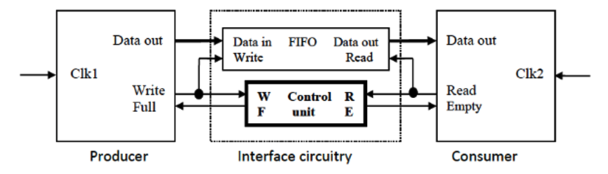 Data out
Clk1
Write
Full
Data in FIFO Data out
Write Read
W Control R
F unit E
Data out
Clk2
Read
Empty
Producer
Interface circuitry
Consumer